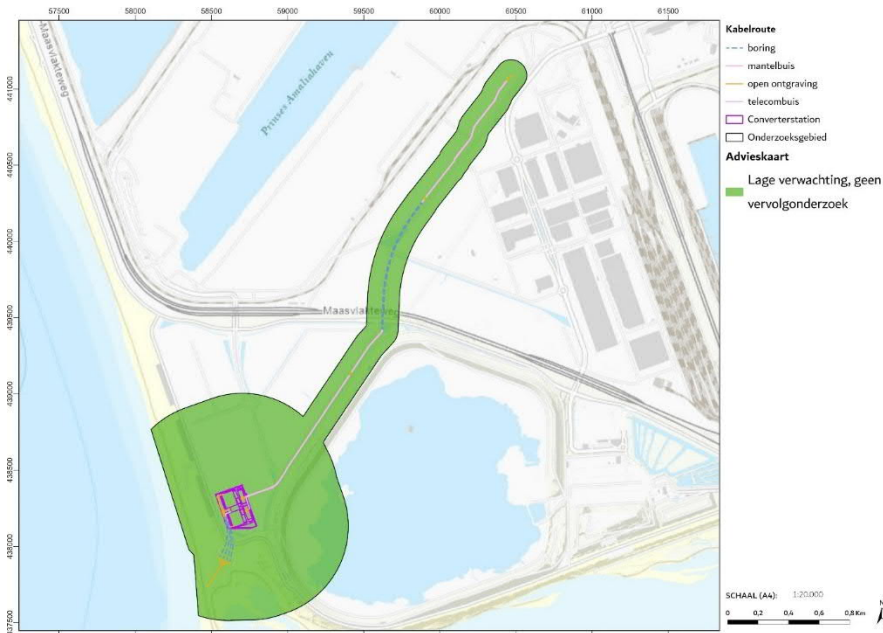 57500 58000 58500 59000 59500 60000 60500 61000 61500
441000
440500
440000
439500
439000
438500
438000
437500
Maasvlakteweg
Prinses Amaliahaven
Maasvlakteweg
Kabelroute
boring
mantelbuis
open ontgraving
telecombuis
Converterstation
Onderzoeksgebied
Advieskaart
Lage verwachting, geen
vervolgonderzoek
SCHAAL (A4): 1:20.000
0 0,2 0,4 0,6 0,8 Km
N